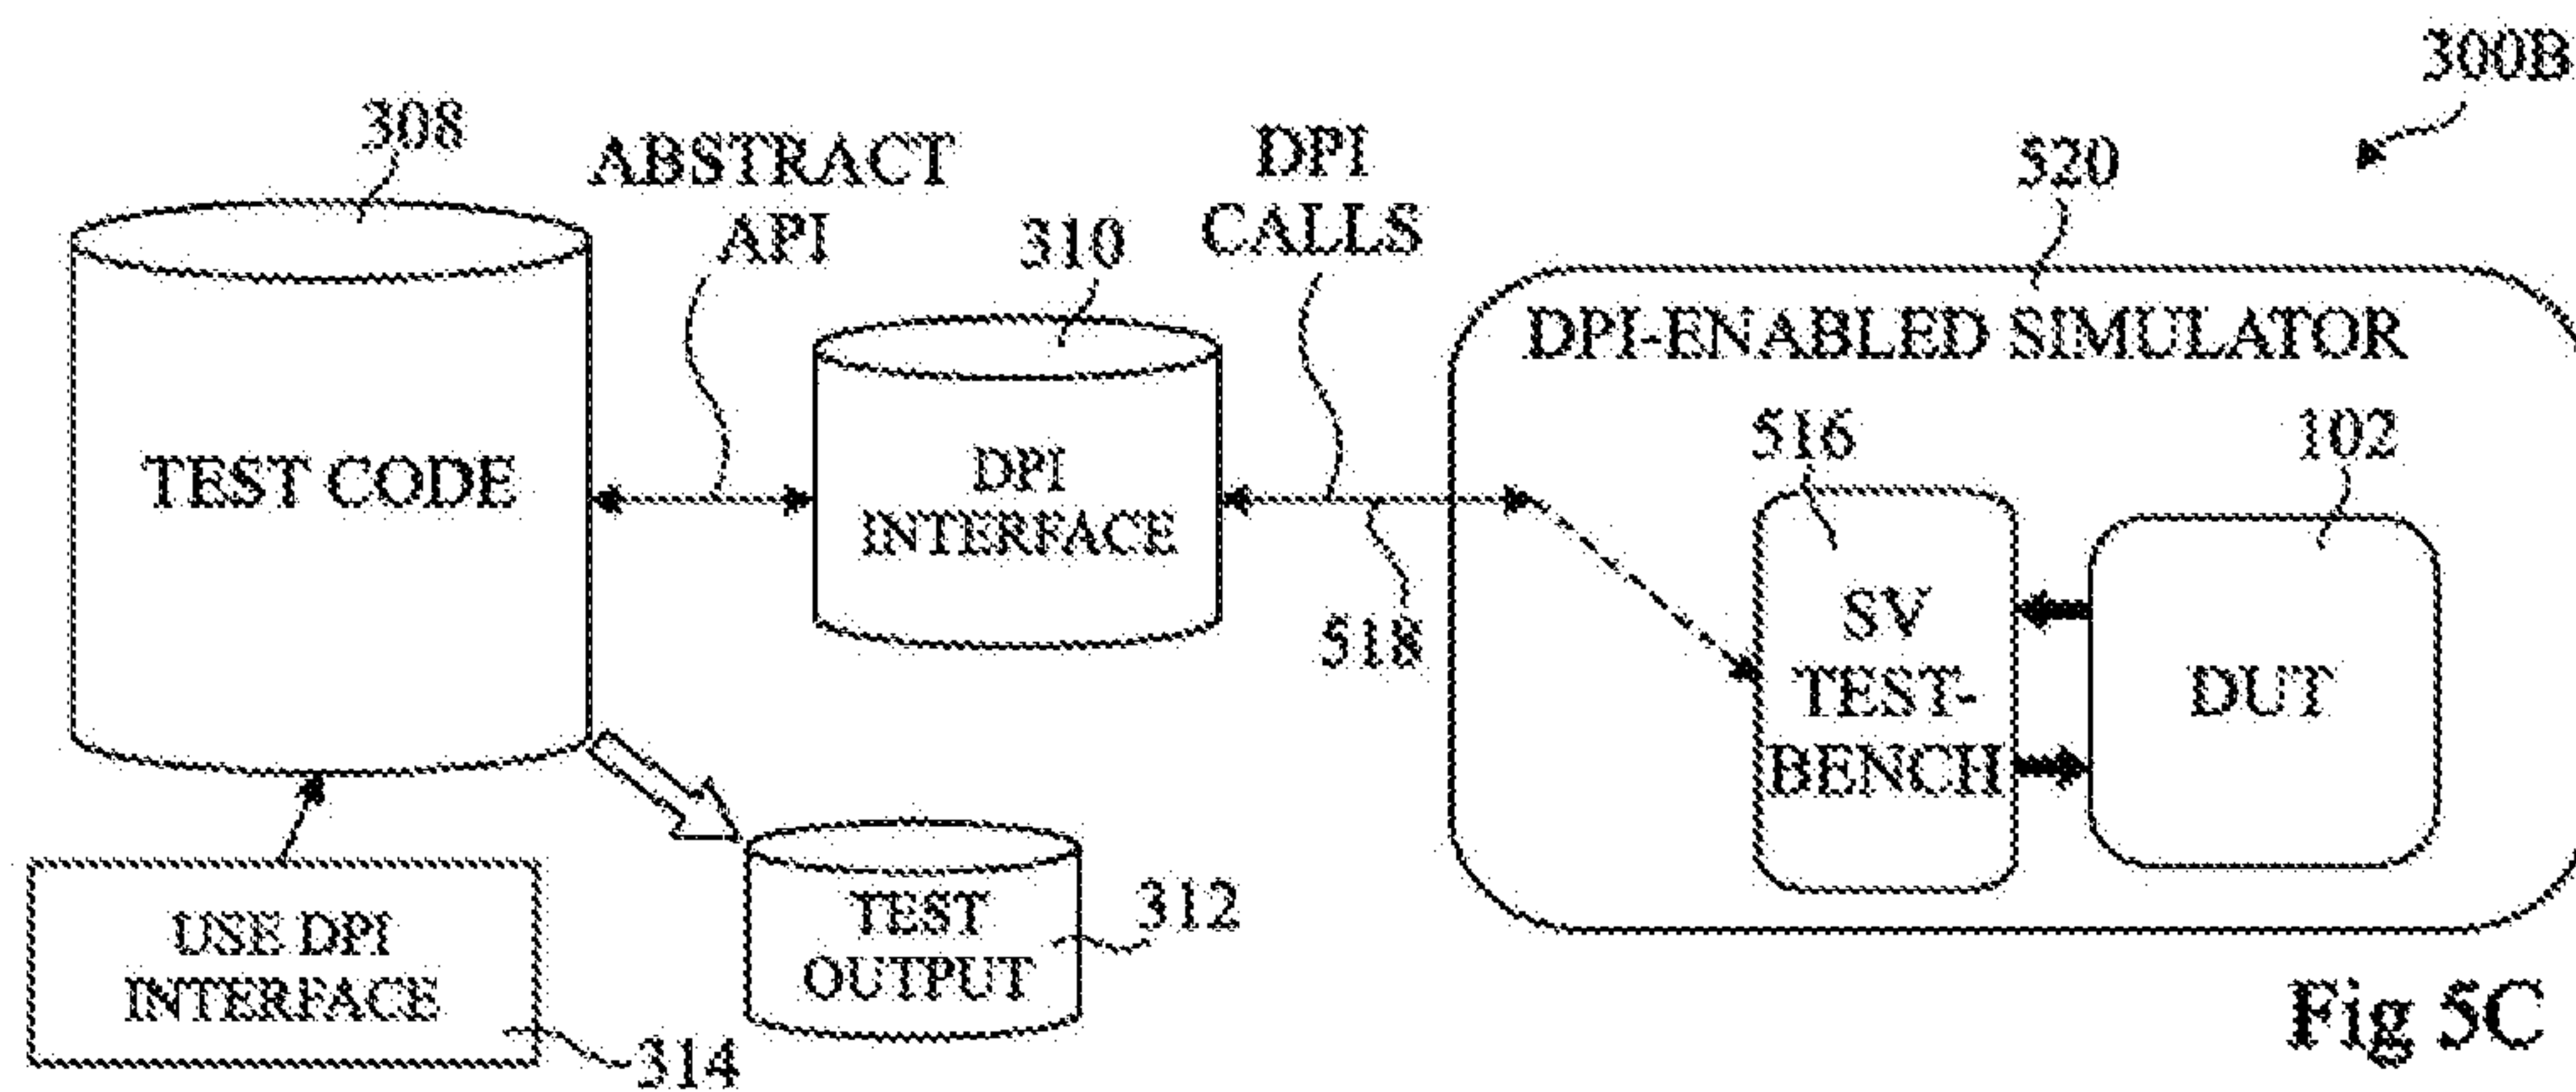 300B
308
ABSTRACT
API
DPI
CALLS
520
310
DPI-ENABLED SIMULATOR
TEST CODE
DPI
INTERFACE
518
516
102
SV
TEST-
BENCH
DUT
USE DPI
INTERFACE
314
TEST
OUTPUT
312
Fig 5C